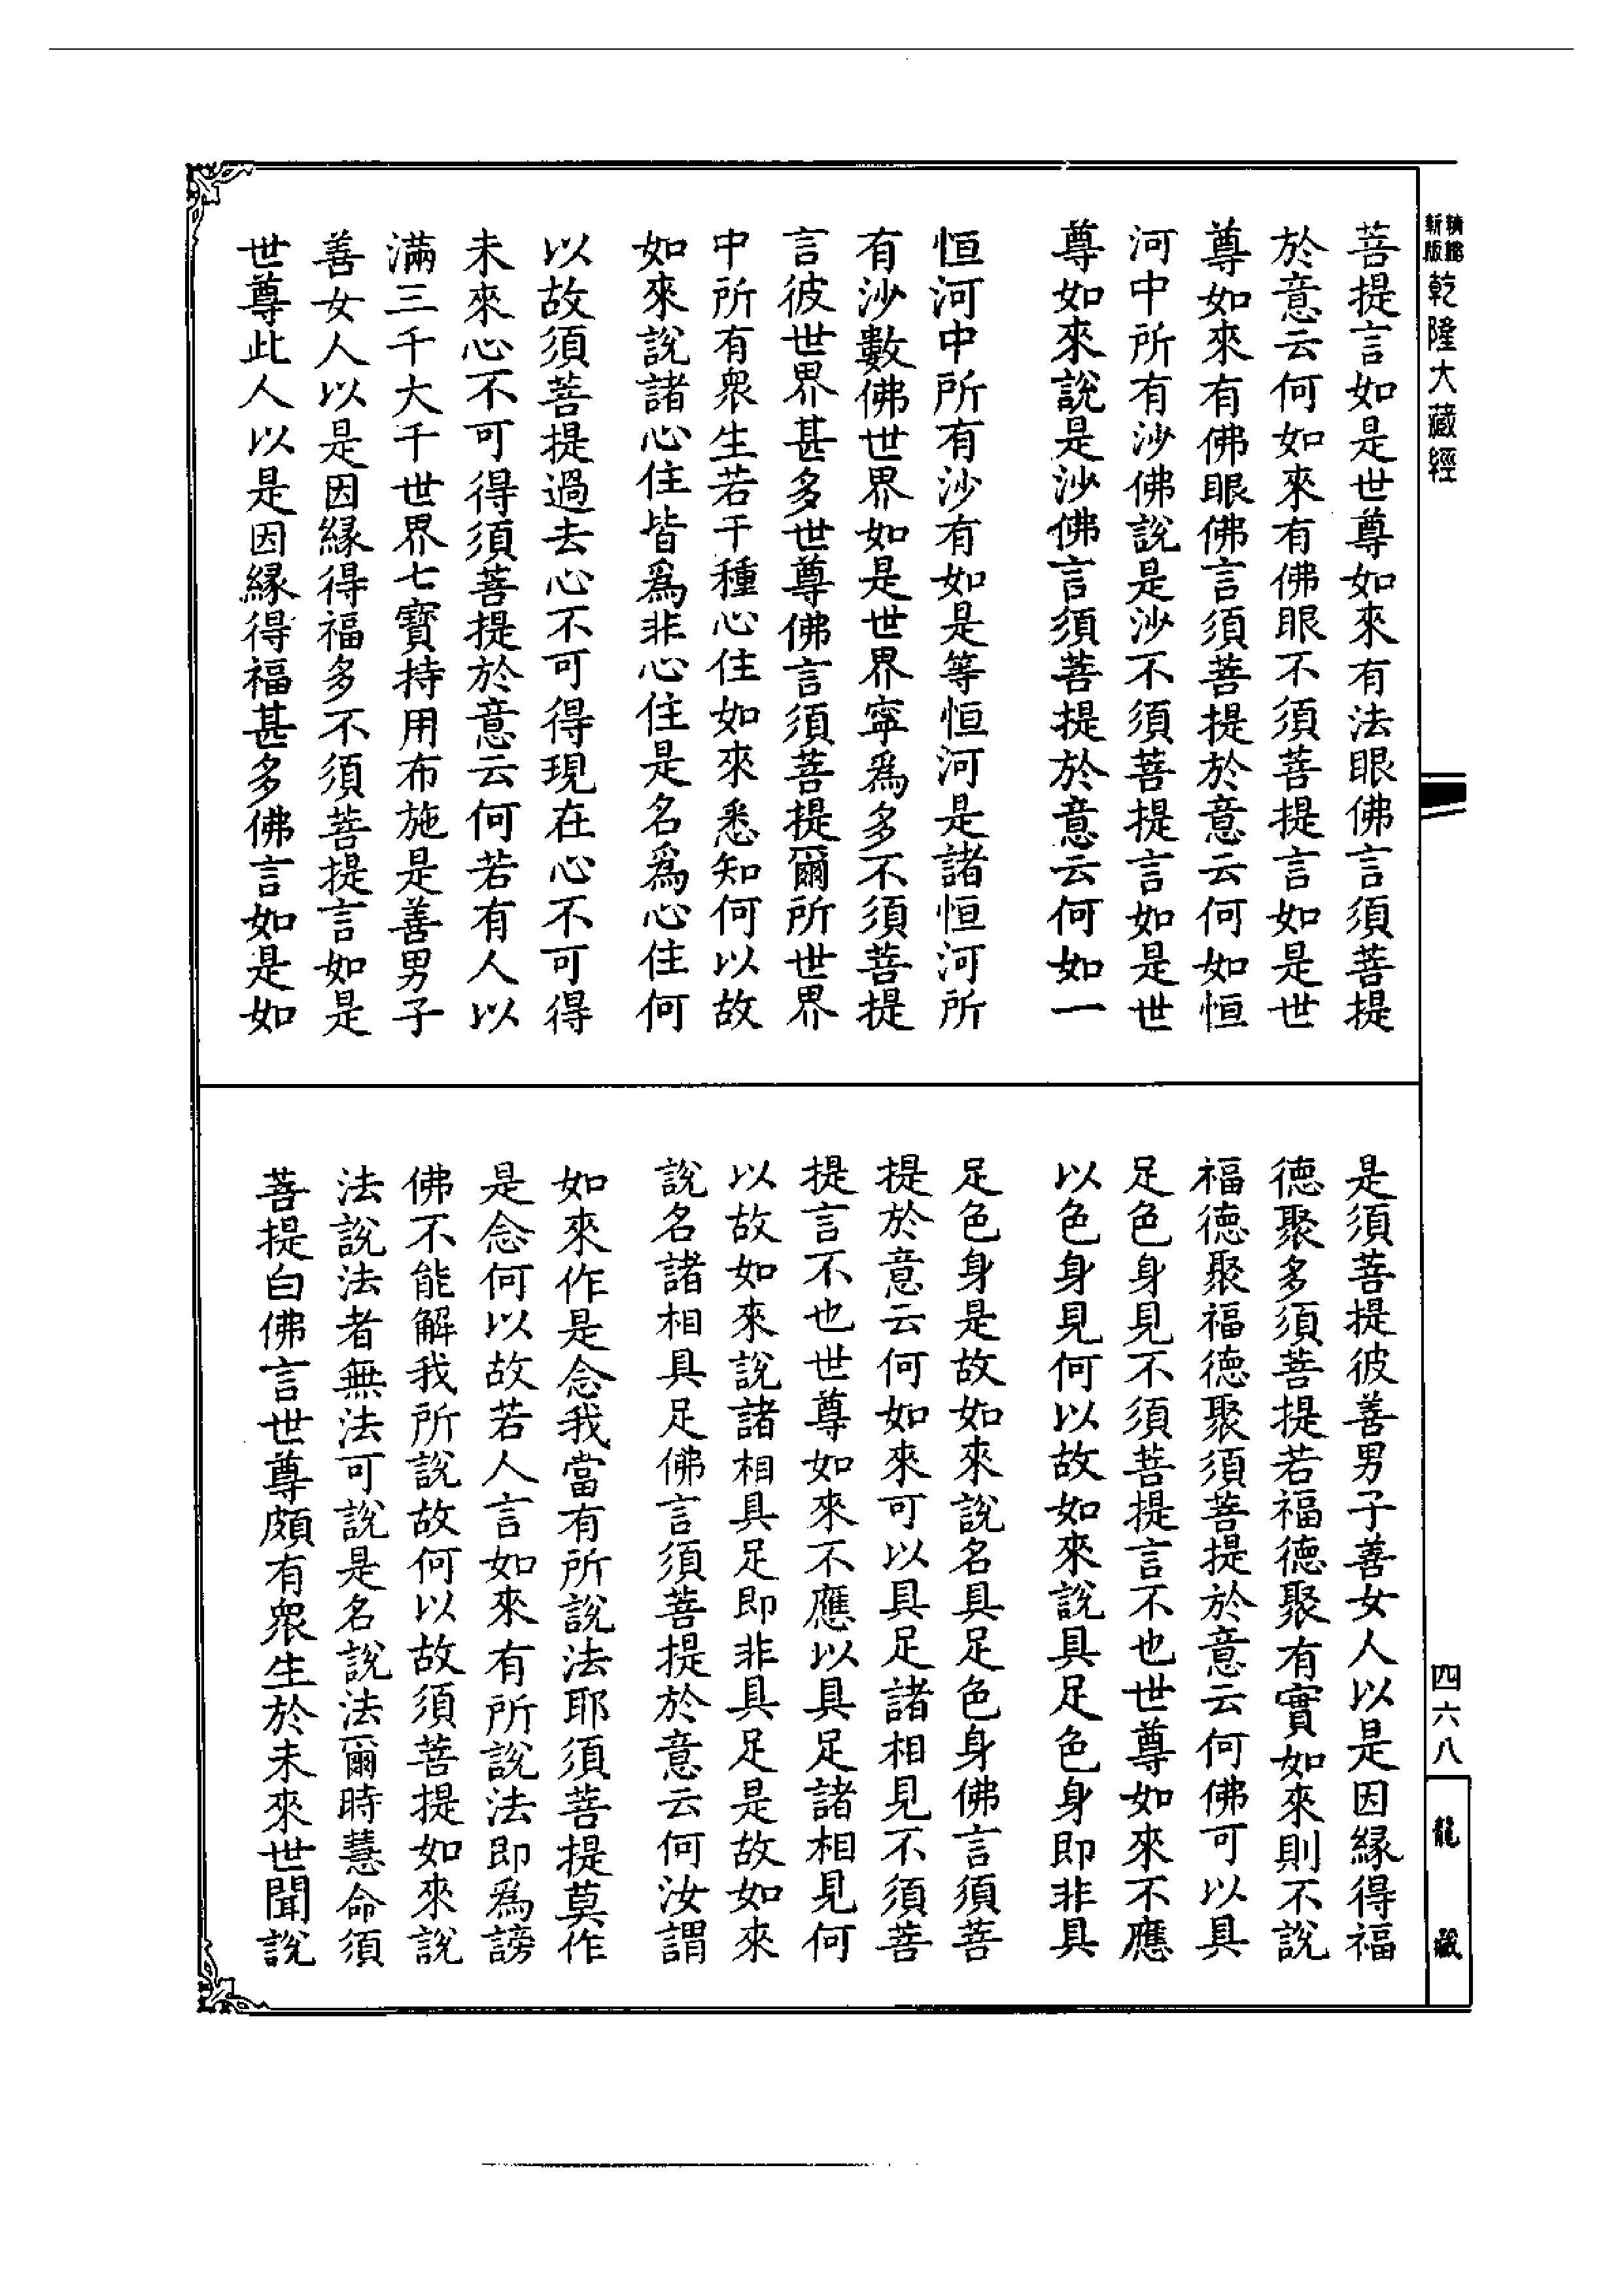 新版
精縮
乾隆大藏經
菩提言如是世尊如來有法眼佛言須菩提
於意云何如來有佛眼不須菩提言如是世
尊如來有佛眼佛言須菩提於意云何如恒
河中所有沙佛說是沙不須菩提言如是世
尊如來說是沙佛言須菩提於意云何如一
恒河中所有沙有如是等恒河是諸恒河所
有沙數佛世界如是世界寧爲多不須菩提
言彼世界甚多世尊佛言須菩提爾所世界
中所有衆生若干種心住如來悉知何以故
如來說諸心住皆爲非心住是名爲心住何
以故須菩提過去心不可得現在心不可得
未來心不可得須菩提於意云何若有人以
滿三千大千世界七寶持用布施是善男子
善女人以是因緣得福多不須菩提言如是
世尊此人以是因緣得福甚多佛言如是如
是須菩提彼善男子善女人以是因緣得福
德聚多須菩提若福德聚有實如來則不說
福德聚福德聚須菩提於意云何佛可以具
足色身見不須菩提言不也世尊如來不應
以色身見何以故如來說具足色身即非具
足色身是故如來說名具足色身佛言須菩
提於意云何如來可以具足諸相見不須菩
提言不也世尊如來不應以具足諸相見何
以故如來說諸相具足即非具足是故如來
說名諸相具足佛言須菩提於意云何汝謂
如來作是念我當有所說法耶須菩提莫作
是念何以故若人言如來有所說法即爲謗
佛不能解我所說故何以故須菩提如來說
法說法者無法可說是名說法爾時慧命須
菩提白佛言世尊頗有衆生於未來世聞說
四六八
龍藏